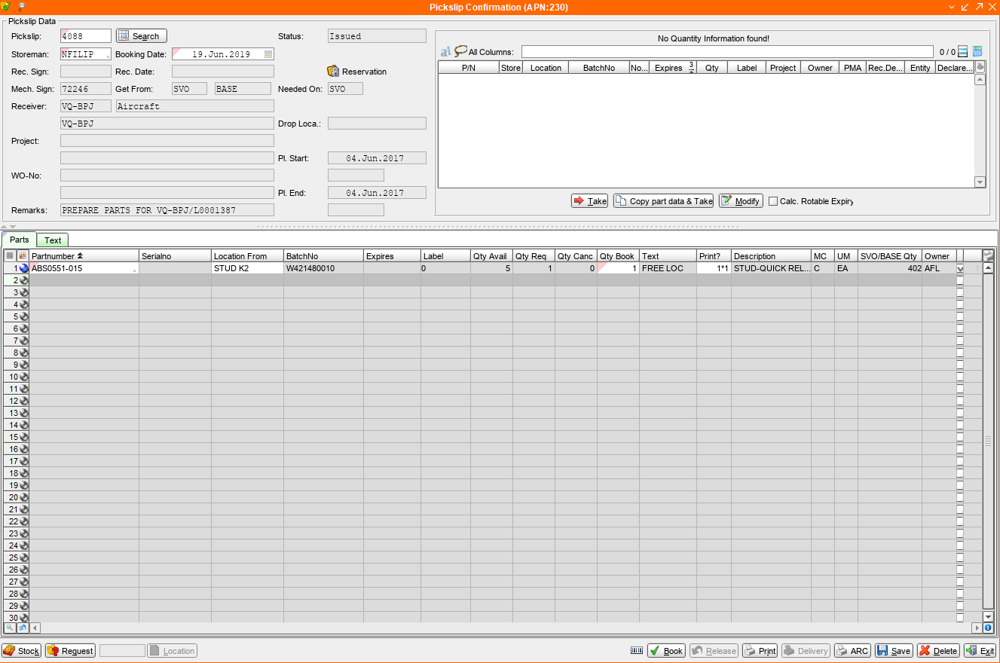 Pickslip Confirmation (APN:230)
Pickslip Data
Pickslip: 4088 Search Status: Issued
Storeman: NFILIP Booking Date: 19.Jun.2019
Rec. Sign: Rec. Date: Reservation
Mech. Sign: 72246 Get From: SVO BASE Needed On: SVO
Receiver: VQ-BPJ Aircraft
VQ-BPJ Drop Loca.:
Project:
Pl. Start: 04.Jun.2017
WO-No:
Pl. End: 04.Jun.2017
Remarks: PREPARE PARTS FOR VQ-BPJ/L0001387
No Quantity Information found!
All Columns: 0 / 0
P/N Store Location BatchNo No... Expires 3 Qty Label Project Owner PMA Rec.De... Entity Declare...
Take Copy part data & Take Modify Calc. Rotable Expiry
Parts Text
Partnumber Serialno Location From BatchNo Expires Label Qty Avail Qty Req Qty Canc Qty Book Text Print? Description MC UM SVO/BASE Qty Owner
1 ABS0551-015 STUD K2 W421480010 0 5 1 0 1 FREE LOC 1*1 STUD-QUICK REL... C EA 402 AFL 1
2
3
4
5
6
7
8
9
10
11
12
13
14
15
16
17
18
19
20
21
22
23
24
25
26
27
28
29
30
Stock Request Location Book Release Print Delivery ARC Save Delete Exit